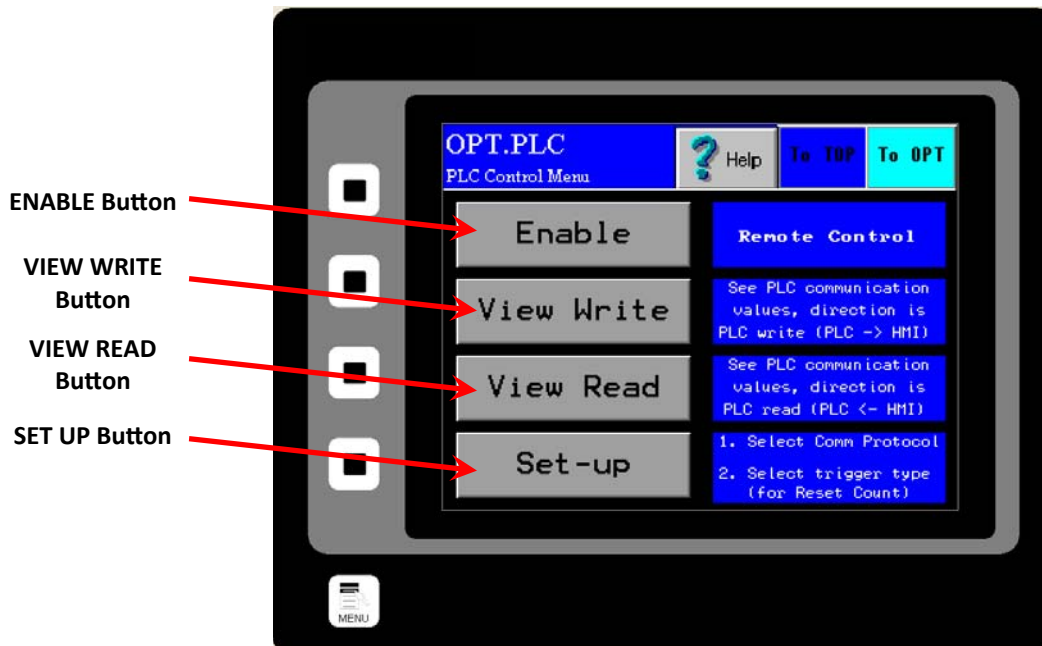 OPT.PLC
PLC Control Menu
Help
To TOP
To OPT
ENABLE Button
Enable
Remote Control
VIEW WRITE
Button
View Write
See PLC communication
values, direction is
PLC write (PLC -> HMI)
VIEW READ
Button
View Read
See PLC communication
values, direction is
PLC read (PLC <- HMI)
SET UP Button
Set-up
1. Select Comm Protocol
2. Select trigger type
(for Reset Count)
MENU